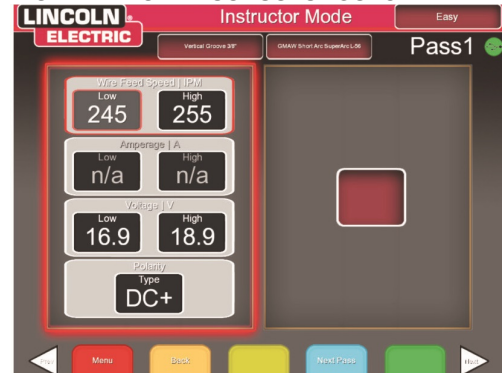 LINCOLN
ELECTRIC
Instructor Mode
Easy
Vertical Groove 3/8"
GMAW Short Arc SuperArc L-56
Pass1
Wire Feed Speed | IPM
Low
245
High
255
Amperage | A
Low
n/a
High
n/a
Voltage | V
Low
16.9
High
18.9
Polarity
Type
DC+
Prev
Menu
Back
Next Pass
Next